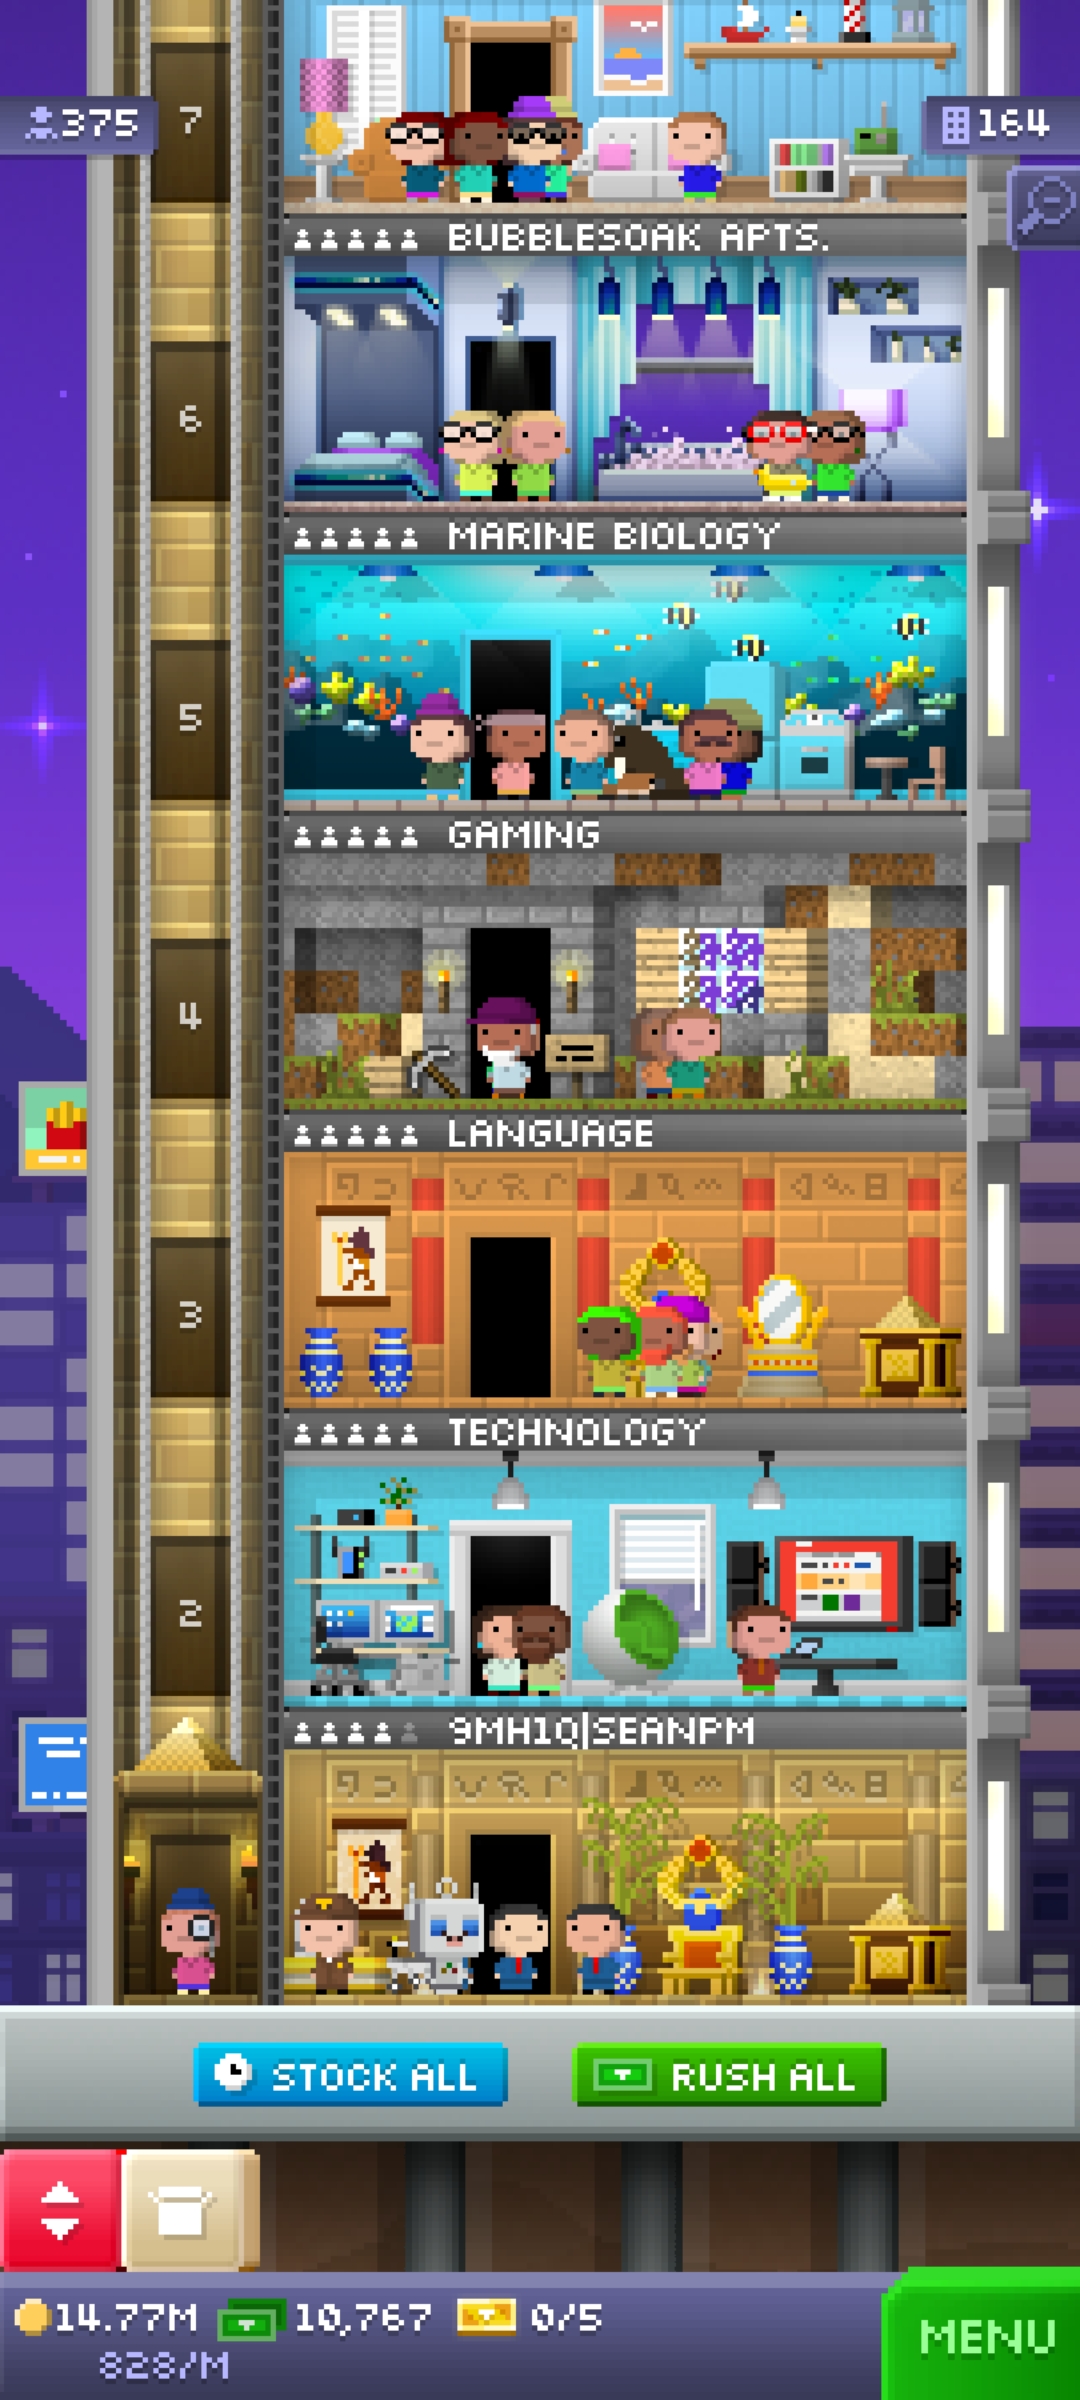 375
7
164
BUBBLESOAK APTS.
6
MARINE BIOLOGY
5
GAMING
4
LANGUAGE
3
TECHNOLOGY
2
9MH1Q|SEANPM
STOCK ALL
RUSH ALL
14.77M
10,767
0/5
828/M
MENU